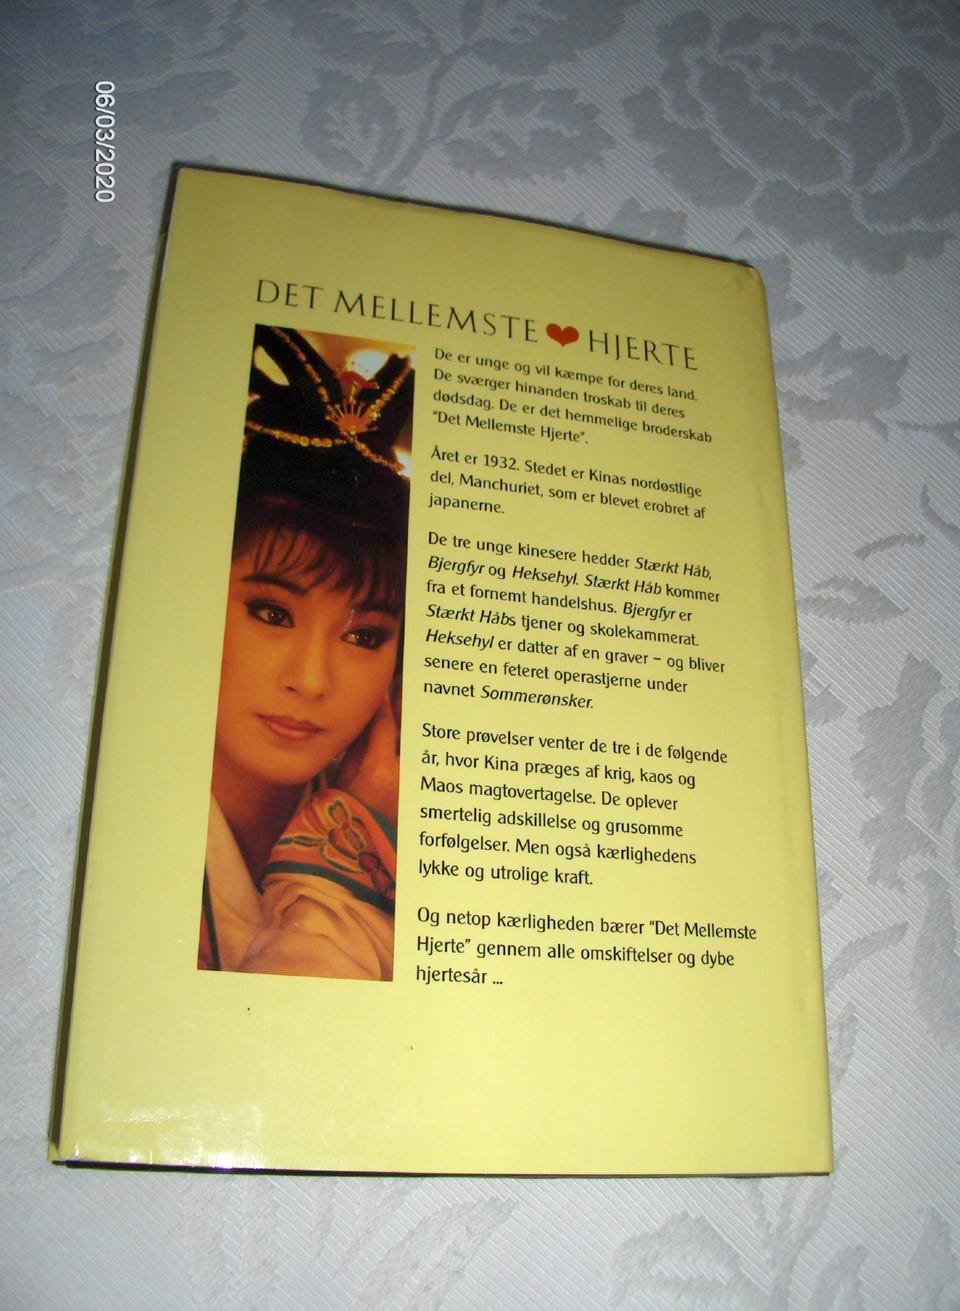 06/03/2020
DET MELLEMSTE HJERTE
De er unge og vil kæmpe for deres land.
De sværger hinanden troskab til deres
dødsdag. De er det hemmelige broderskab
"Det Mellemste Hjerte".
Året er 1932. Stedet er Kinas nordøstlige
del, Manchuriet, som er blevet erobret af
japanerne.
De tre unge kinesere hedder Stærkt Håb,
Bjergfyr og Heksehyl. Stærkt Håb kommer
fra et fornemt handelshus. Bjergfyr er
Stærkt Håbs tjener og skolekammerat.
Heksehyl er datter af en graver – og bliver
senere en feteret operastjerne under
navnet Sommerønsker.
Store prøvelser venter de tre i de følgende
år, hvor Kina præges af krig, kaos og
Maos magtovertagelse. De oplever
smertelig adskillelse og grusomme
forfølgelser. Men også kærlighedens
lykke og utrolige kraft.
Og netop kærligheden bærer "Det Mellemste
Hjerte" gennem alle omskiftelser og dybe
hjertesår ...